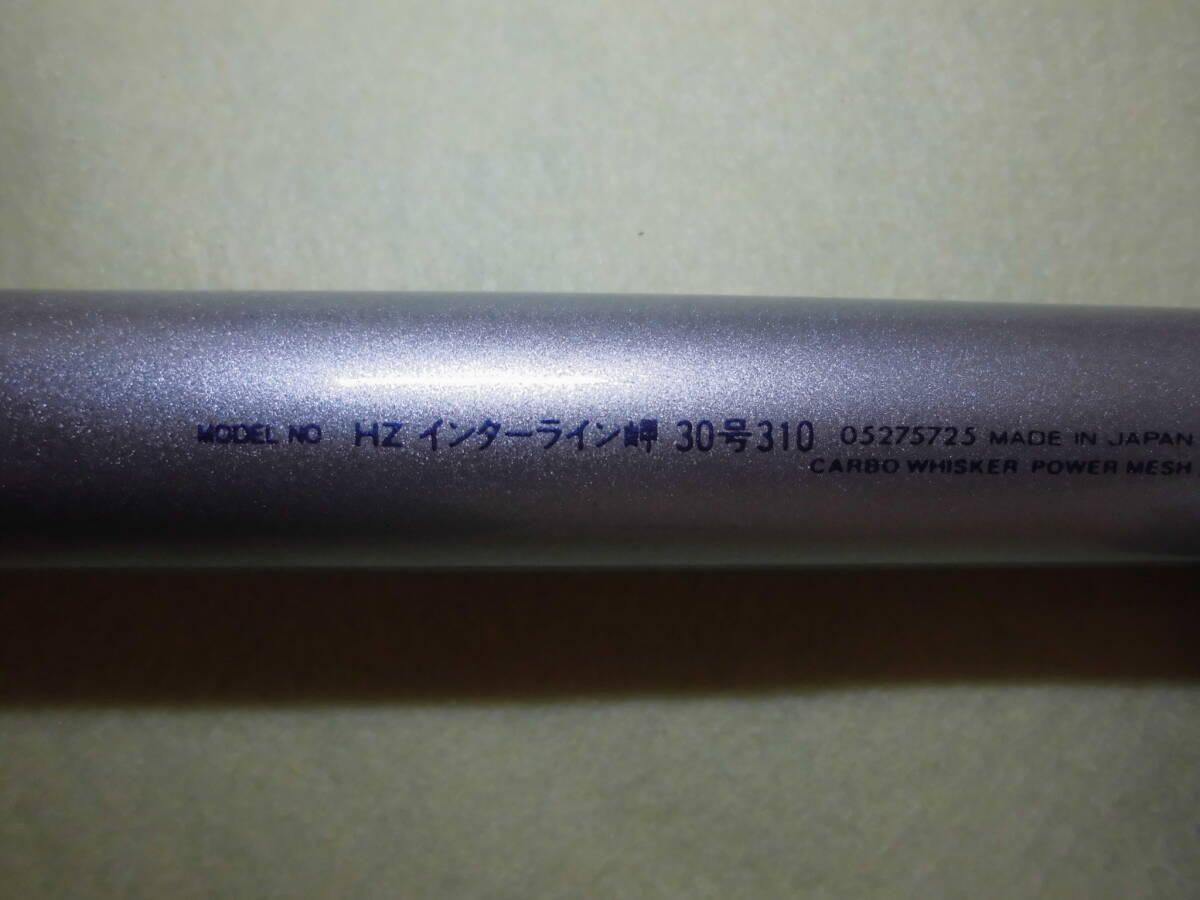 MODEL NO HZ インターライン岬 30号310 05275725 MADE IN JAPAN
CARBO WHISKER POWER MESH